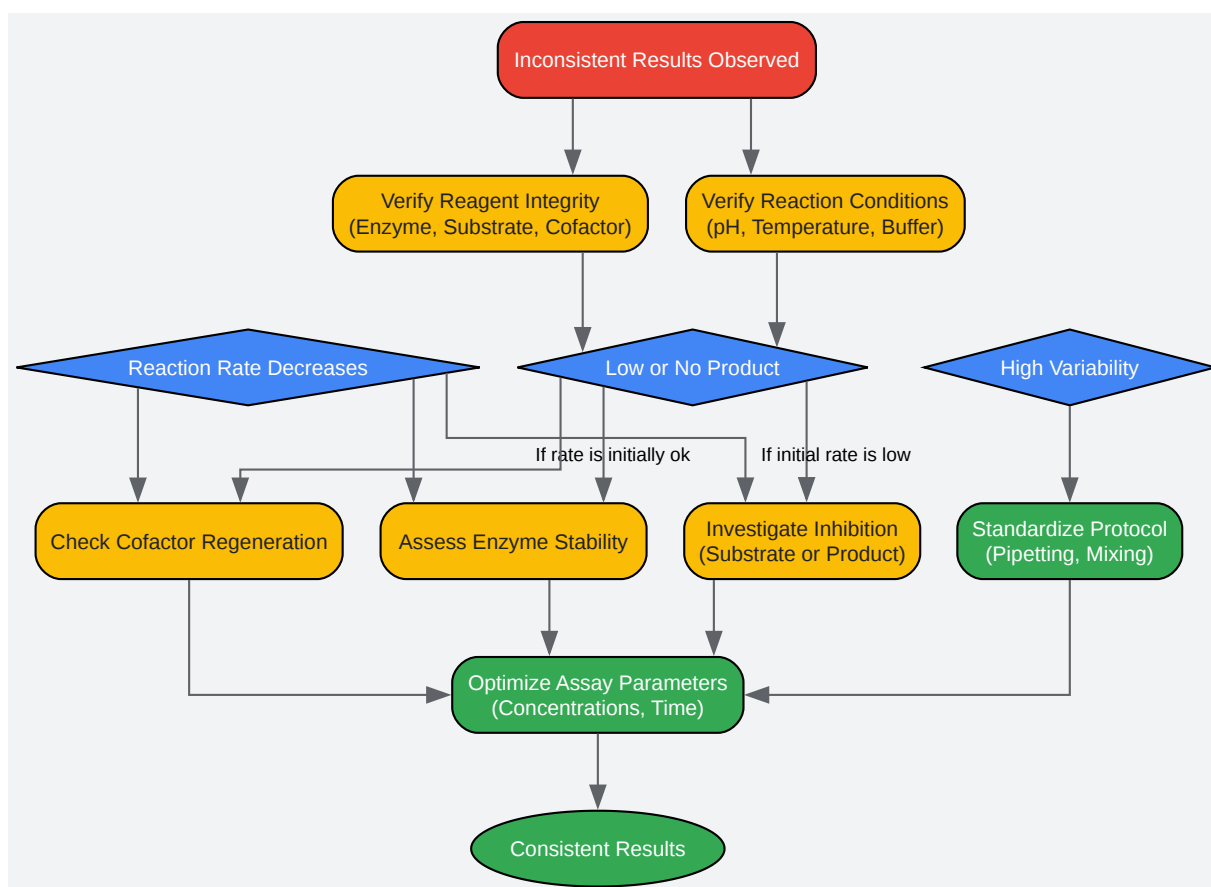 Inconsistent Results Observed
Verify Reagent Integrity
(Enzyme, Substrate, Cofactor)
Verify Reaction Conditions
(pH, Temperature, Buffer)
Reaction Rate Decreases
Low or No Product
High Variability
If rate is initially ok
If initial rate is low
Check Cofactor Regeneration
Assess Enzyme Stability
Investigate Inhibition
(Substrate or Product)
Standardize Protocol
(Pipetting, Mixing)
Optimize Assay Parameters
(Concentrations, Time)
Consistent Results